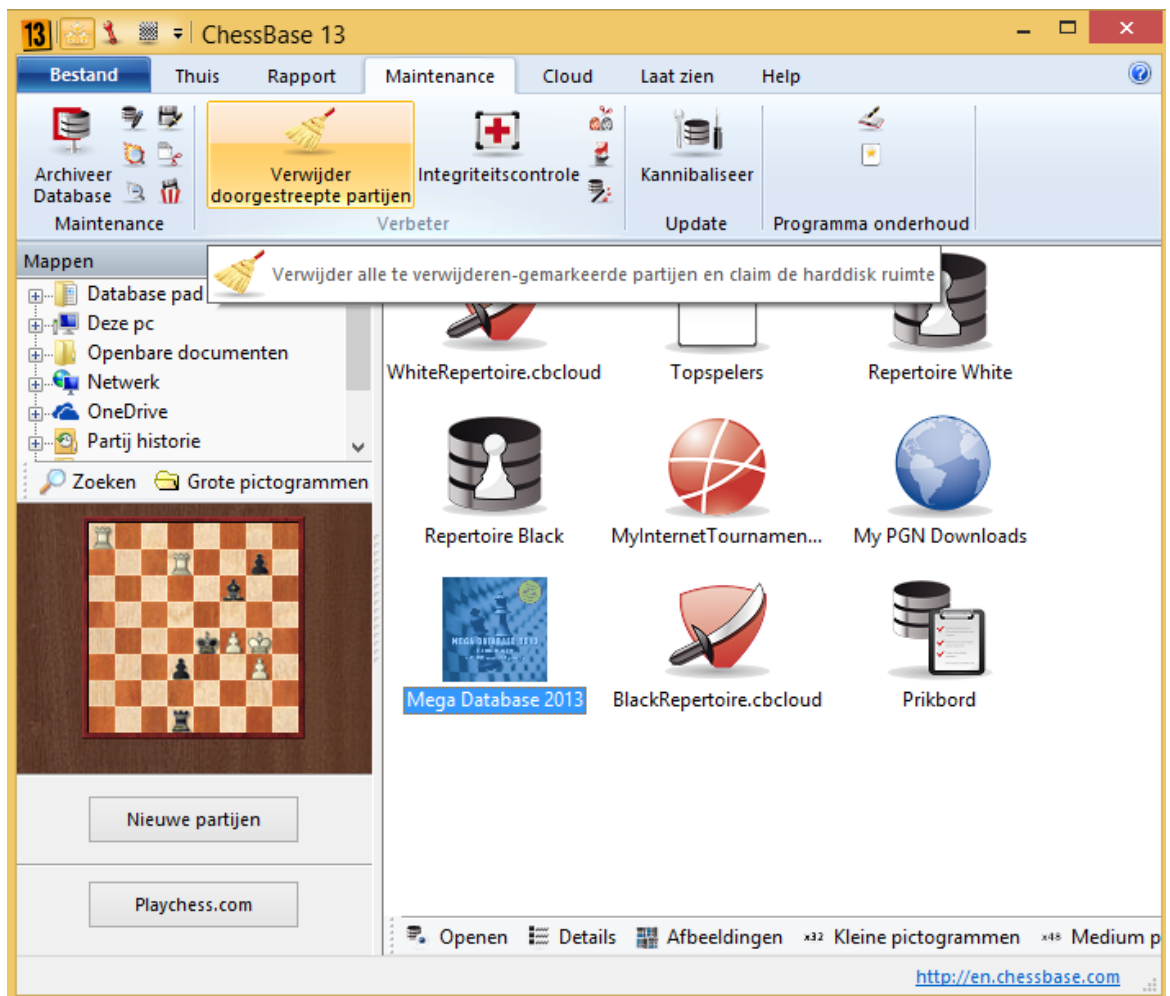 13 ChessBase 13
Bestand Thuis Rapport Maintenance Cloud Laat zien Help
Archiveer
Database
Verwijder
doorgestreepte partijen
Integriteitscontrole
Kannibaliseer
Maintenance Verbeter Update Programma onderhoud
Mappen
Verwijder alle te verwijderen-gemarkeerde partijen en claim de harddisk ruimte
Database pad
Deze pc
Openbare documenten
Netwerk
OneDrive
Partij historie
Zoeken Grote pictogrammen
WhiteRepertoire.cbcloud Topspelers Repertoire White
Repertoire Black MyInternetTournamen... My PGN Downloads
MEGA DATABASE 2013
Mega Database 2013 BlackRepertoire.cbcloud Prikbord
Nieuwe partijen
Playchess.com
Openen Details Afbeeldingen x32 Kleine pictogrammen x48 Medium p
http://en.chessbase.com